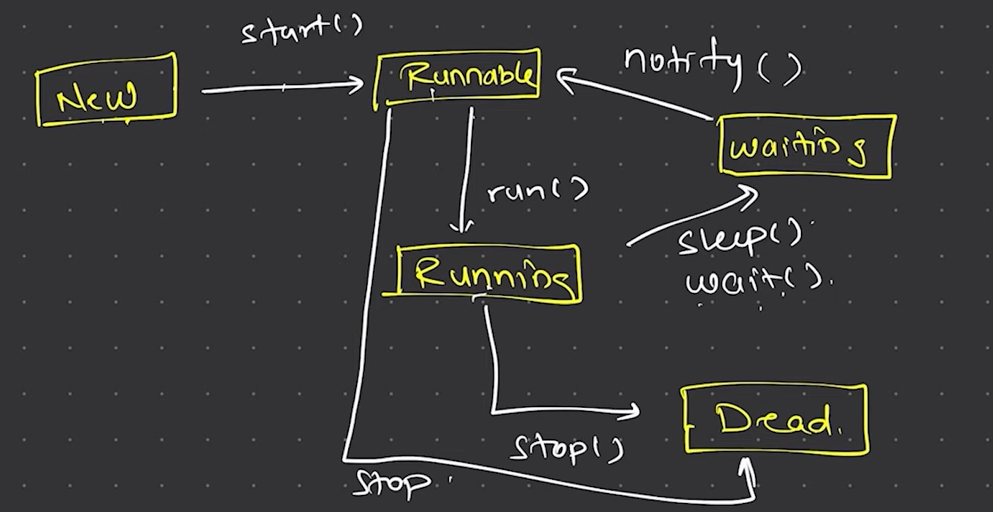 start()
New
Runnable
notify()
waiting
run()
sleep()
wait().
Running
Dead.
stop()
stop